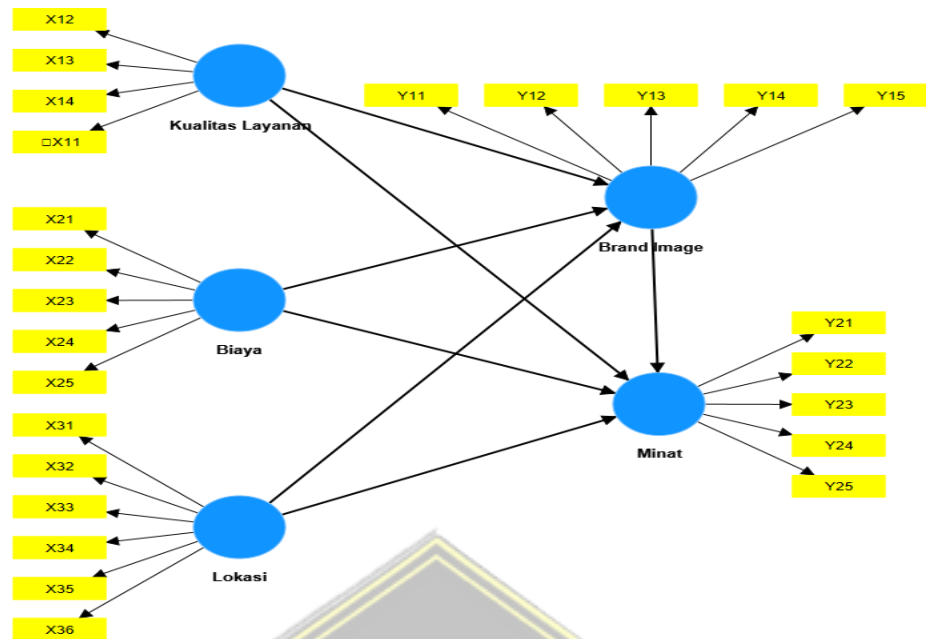 X12
X13
X14
□X11
Kualitas Layanan
X21
X22
X23
X24
X25
Biaya
X31
X32
X33
X34
X35
X36
Lokasi
Y11
Y12
Y13
Y14
Y15
Brand Image
Y21
Y22
Y23
Y24
Y25
Minat